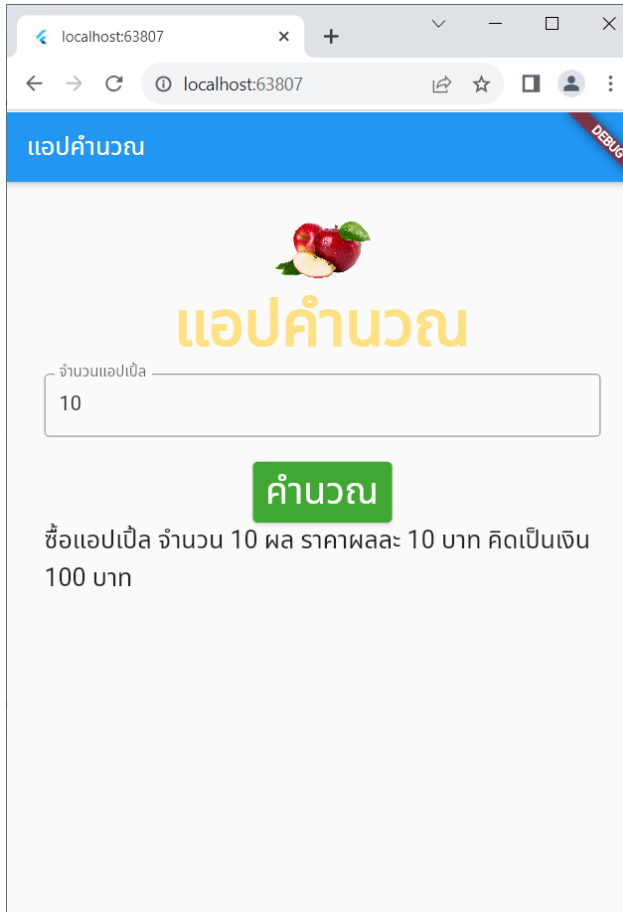 localhost:63807
localhost:63807
แอปคำนวณ
DEBUG
แอปคำนวณ
จำนวนแอปเปิ้ล
10
คำนวณ
ซื้อแอปเปิ้ล จำนวน 10 ผล ราคาผลละ 10 บาท คิดเป็นเงิน
100 บาท